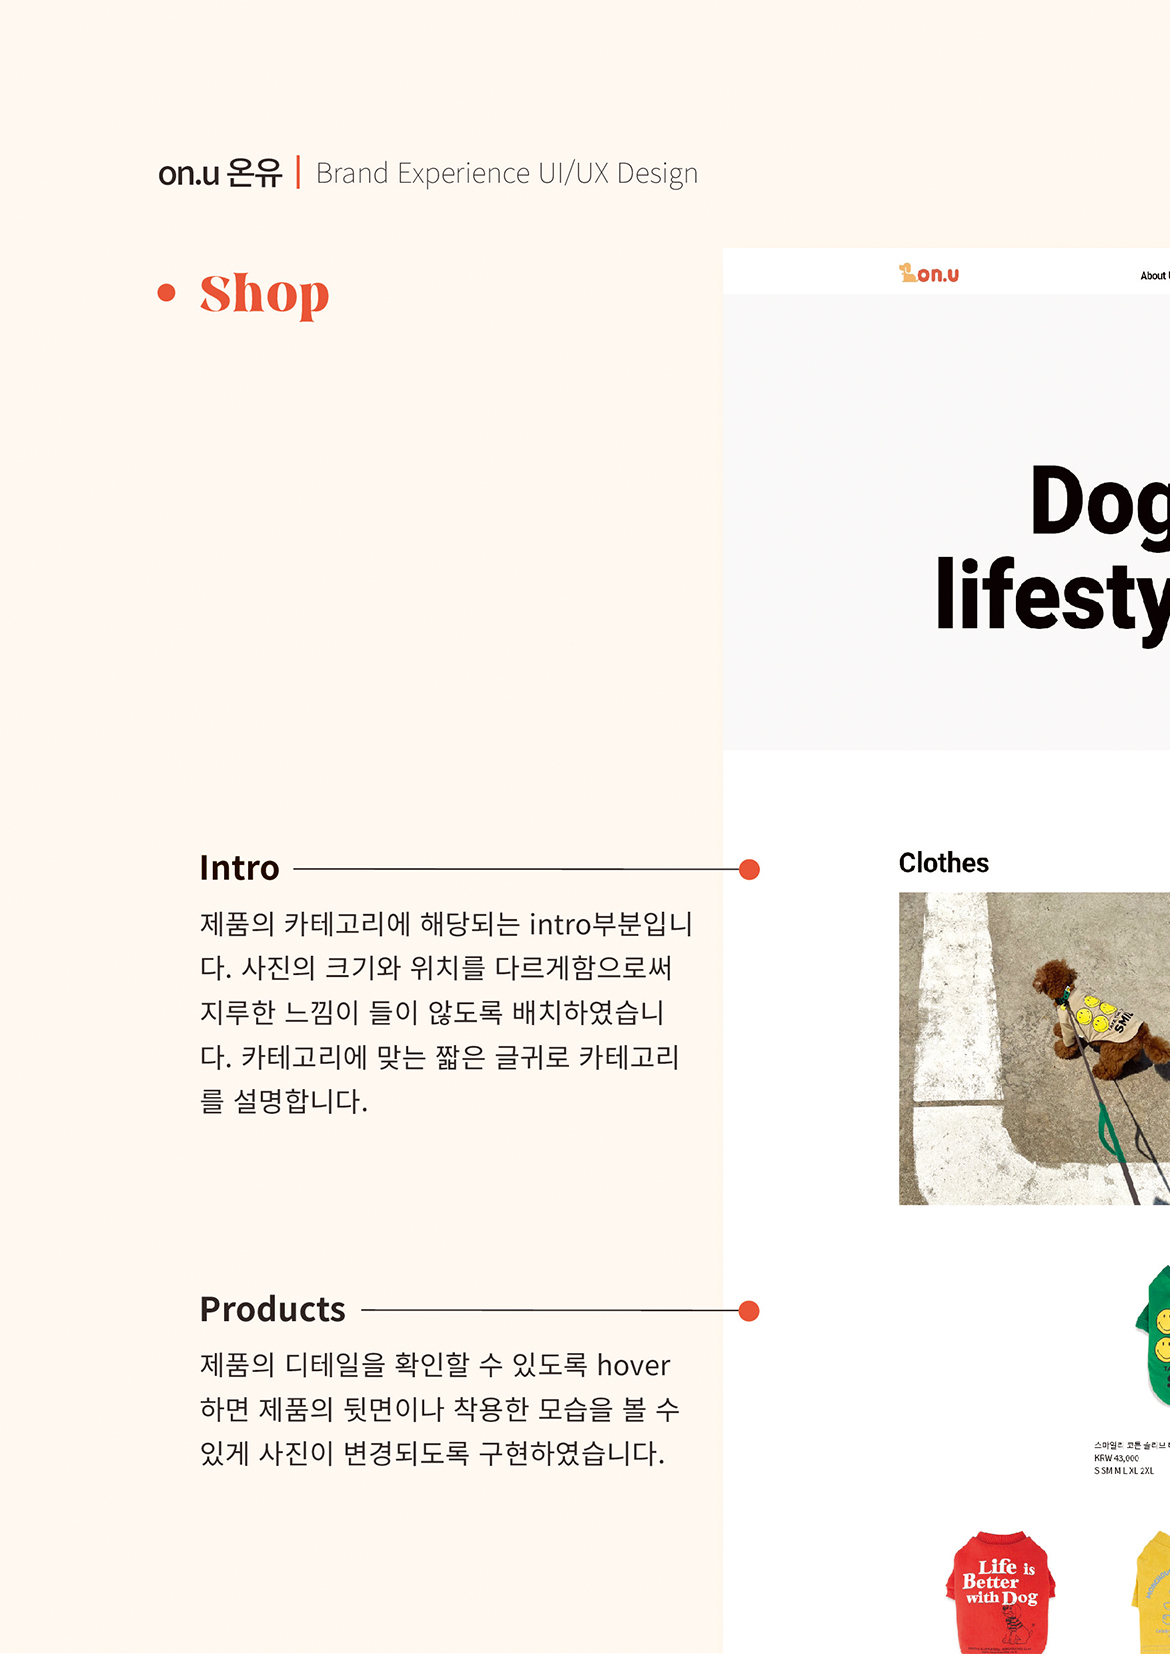 on.u 온유 | Brand Experience UI/UX Design
• Shop
on.u
About
Dog
lifesty
Intro
제품의 카테고리에 해당되는 intro부분입니
다. 사진의 크기와 위치를 다르게함으로써
지루한 느낌이 들이 않도록 배치하였습니
다. 카테고리에 맞는 짧은 글귀로 카테고리
를 설명합니다.
Clothes
SMIL
Products
제품의 디테일을 확인할 수 있도록 hover
하면 제품의 뒷면이나 착용한 모습을 볼 수
있게 사진이 변경되도록 구현하였습니다.
스마일리 코튼 슬리브
KRW 43,000
S SM M L XL 2XL
Life is
Better
with Dog